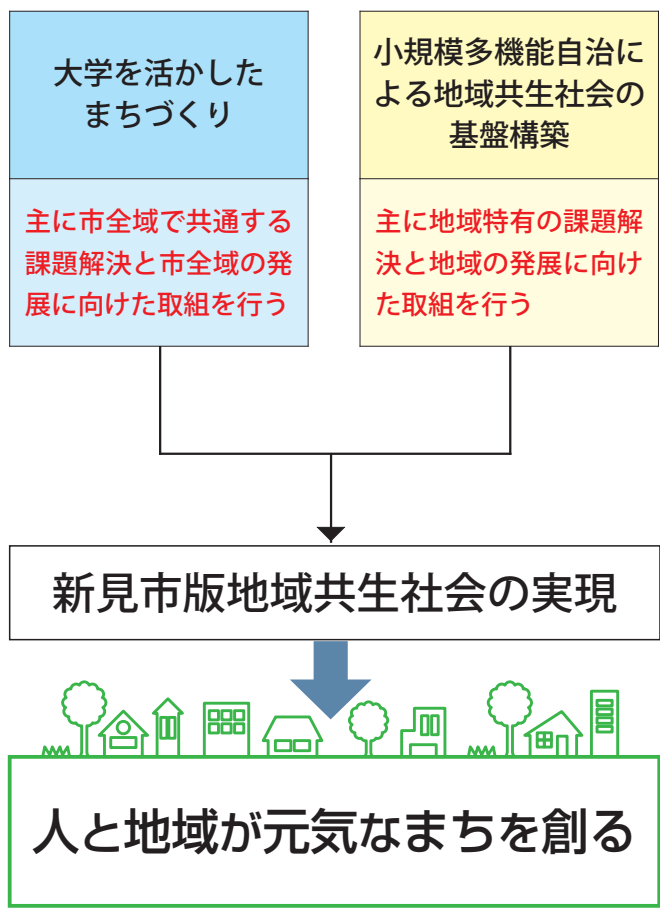 大学を活かした
まちづくり
主に市全域で共通する
課題解決と市全域の発
展に向けた取組を行う
小規模多機能自治に
よる地域共生社会の
基盤構築
主に地域特有の課題解
決と地域の発展に向け
た取組を行う
新見市版地域共生社会の実現
人と地域が元気なまちを創る